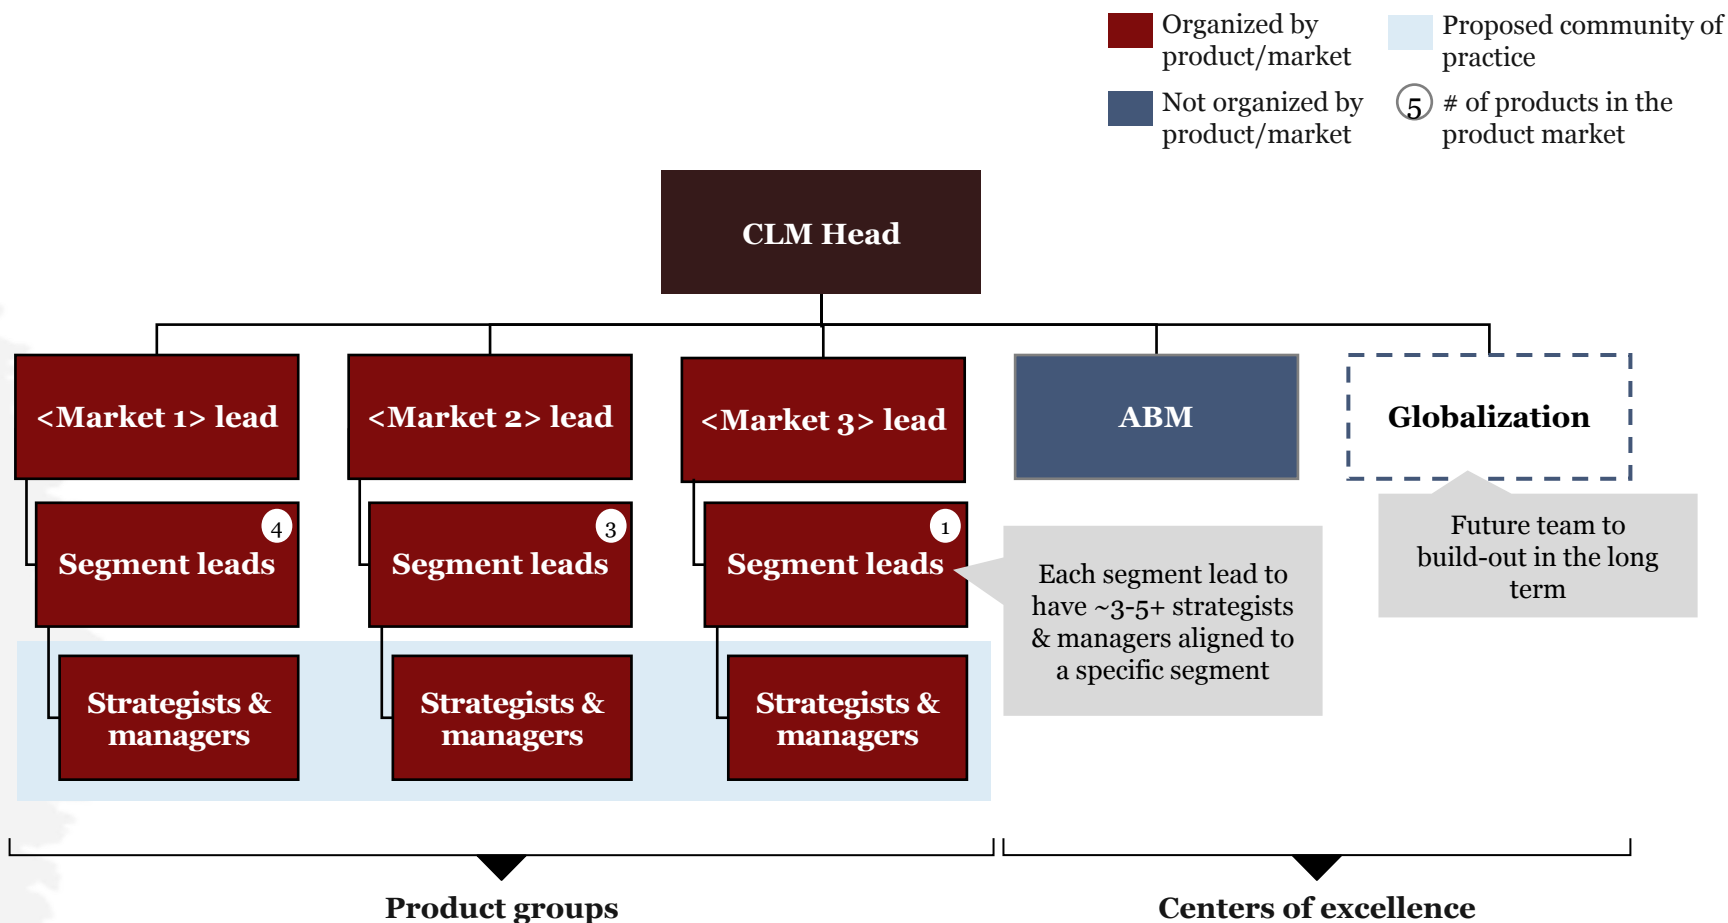 Organized by
product/market
Proposed community of
practice
Not organized by
product/market
5
# of products in the
product market
CLM Head
<Market 1> lead
<Market 2> lead
<Market 3> lead
ABM
Globalization
4
Segment leads
3
Segment leads
1
Segment leads
Each segment lead to
have ~3-5+ strategists
& managers aligned to
a specific segment
Future team to
build-out in the long
term
Strategists &
managers
Strategists &
managers
Strategists &
managers
Product groups
Centers of excellence